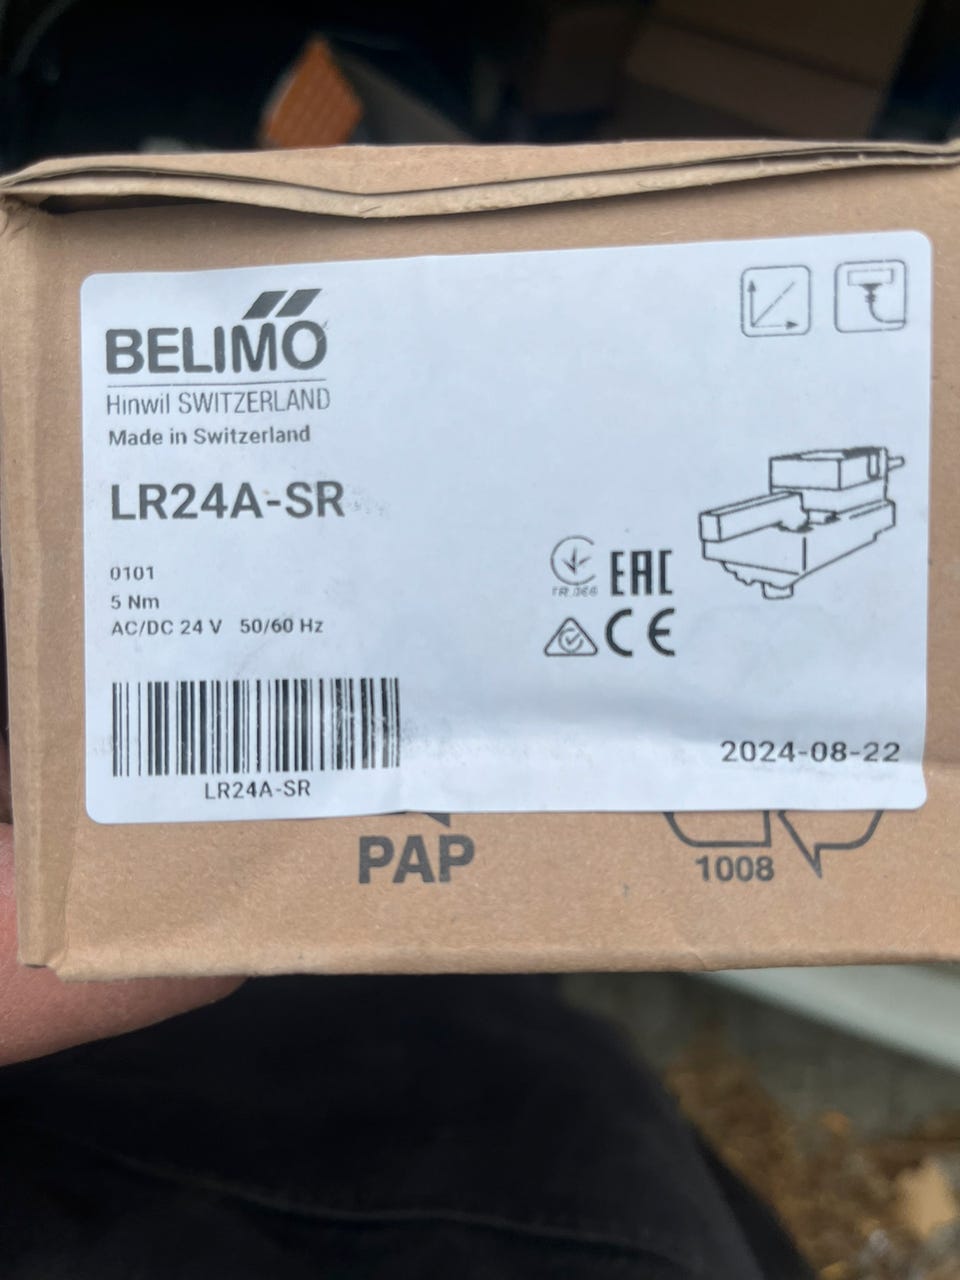 BELIMO
Hinwil SWITZERLAND
Made in Switzerland
LR24A-SR
0101
5 Nm
AC/DC 24 V 50/60 Hz
LR24A-SR
EAC
CE
2024-08-22
PAP
1008